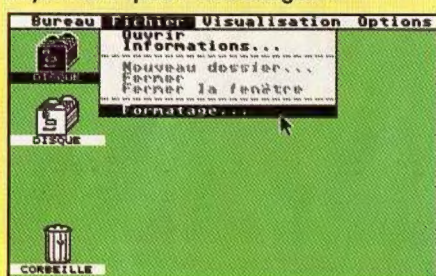 Bureau Fichier Visualisation Options
Ouvrir
Informations...
Nouveau dossier...
Fermer
Fermer la fenêtre
Formatage...
DISQUE
DISQUE
CORBEILLE